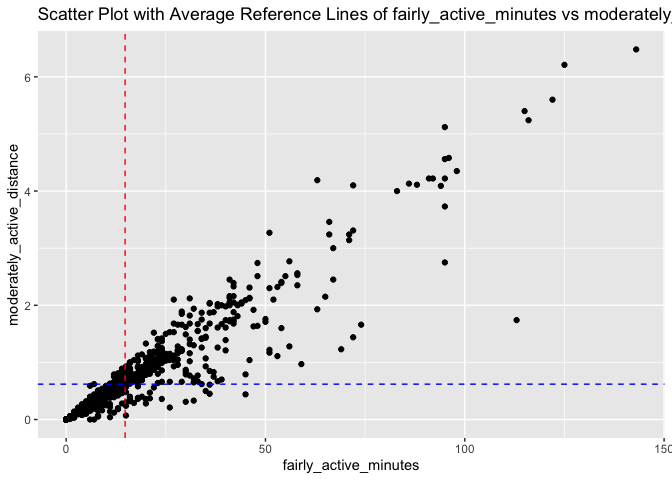 Scatter Plot with Average Reference Lines of fairly_active_minutes vs moderately_
6
4
2
0
moderately_active_distance
0 50 100 150
fairly_active_minutes